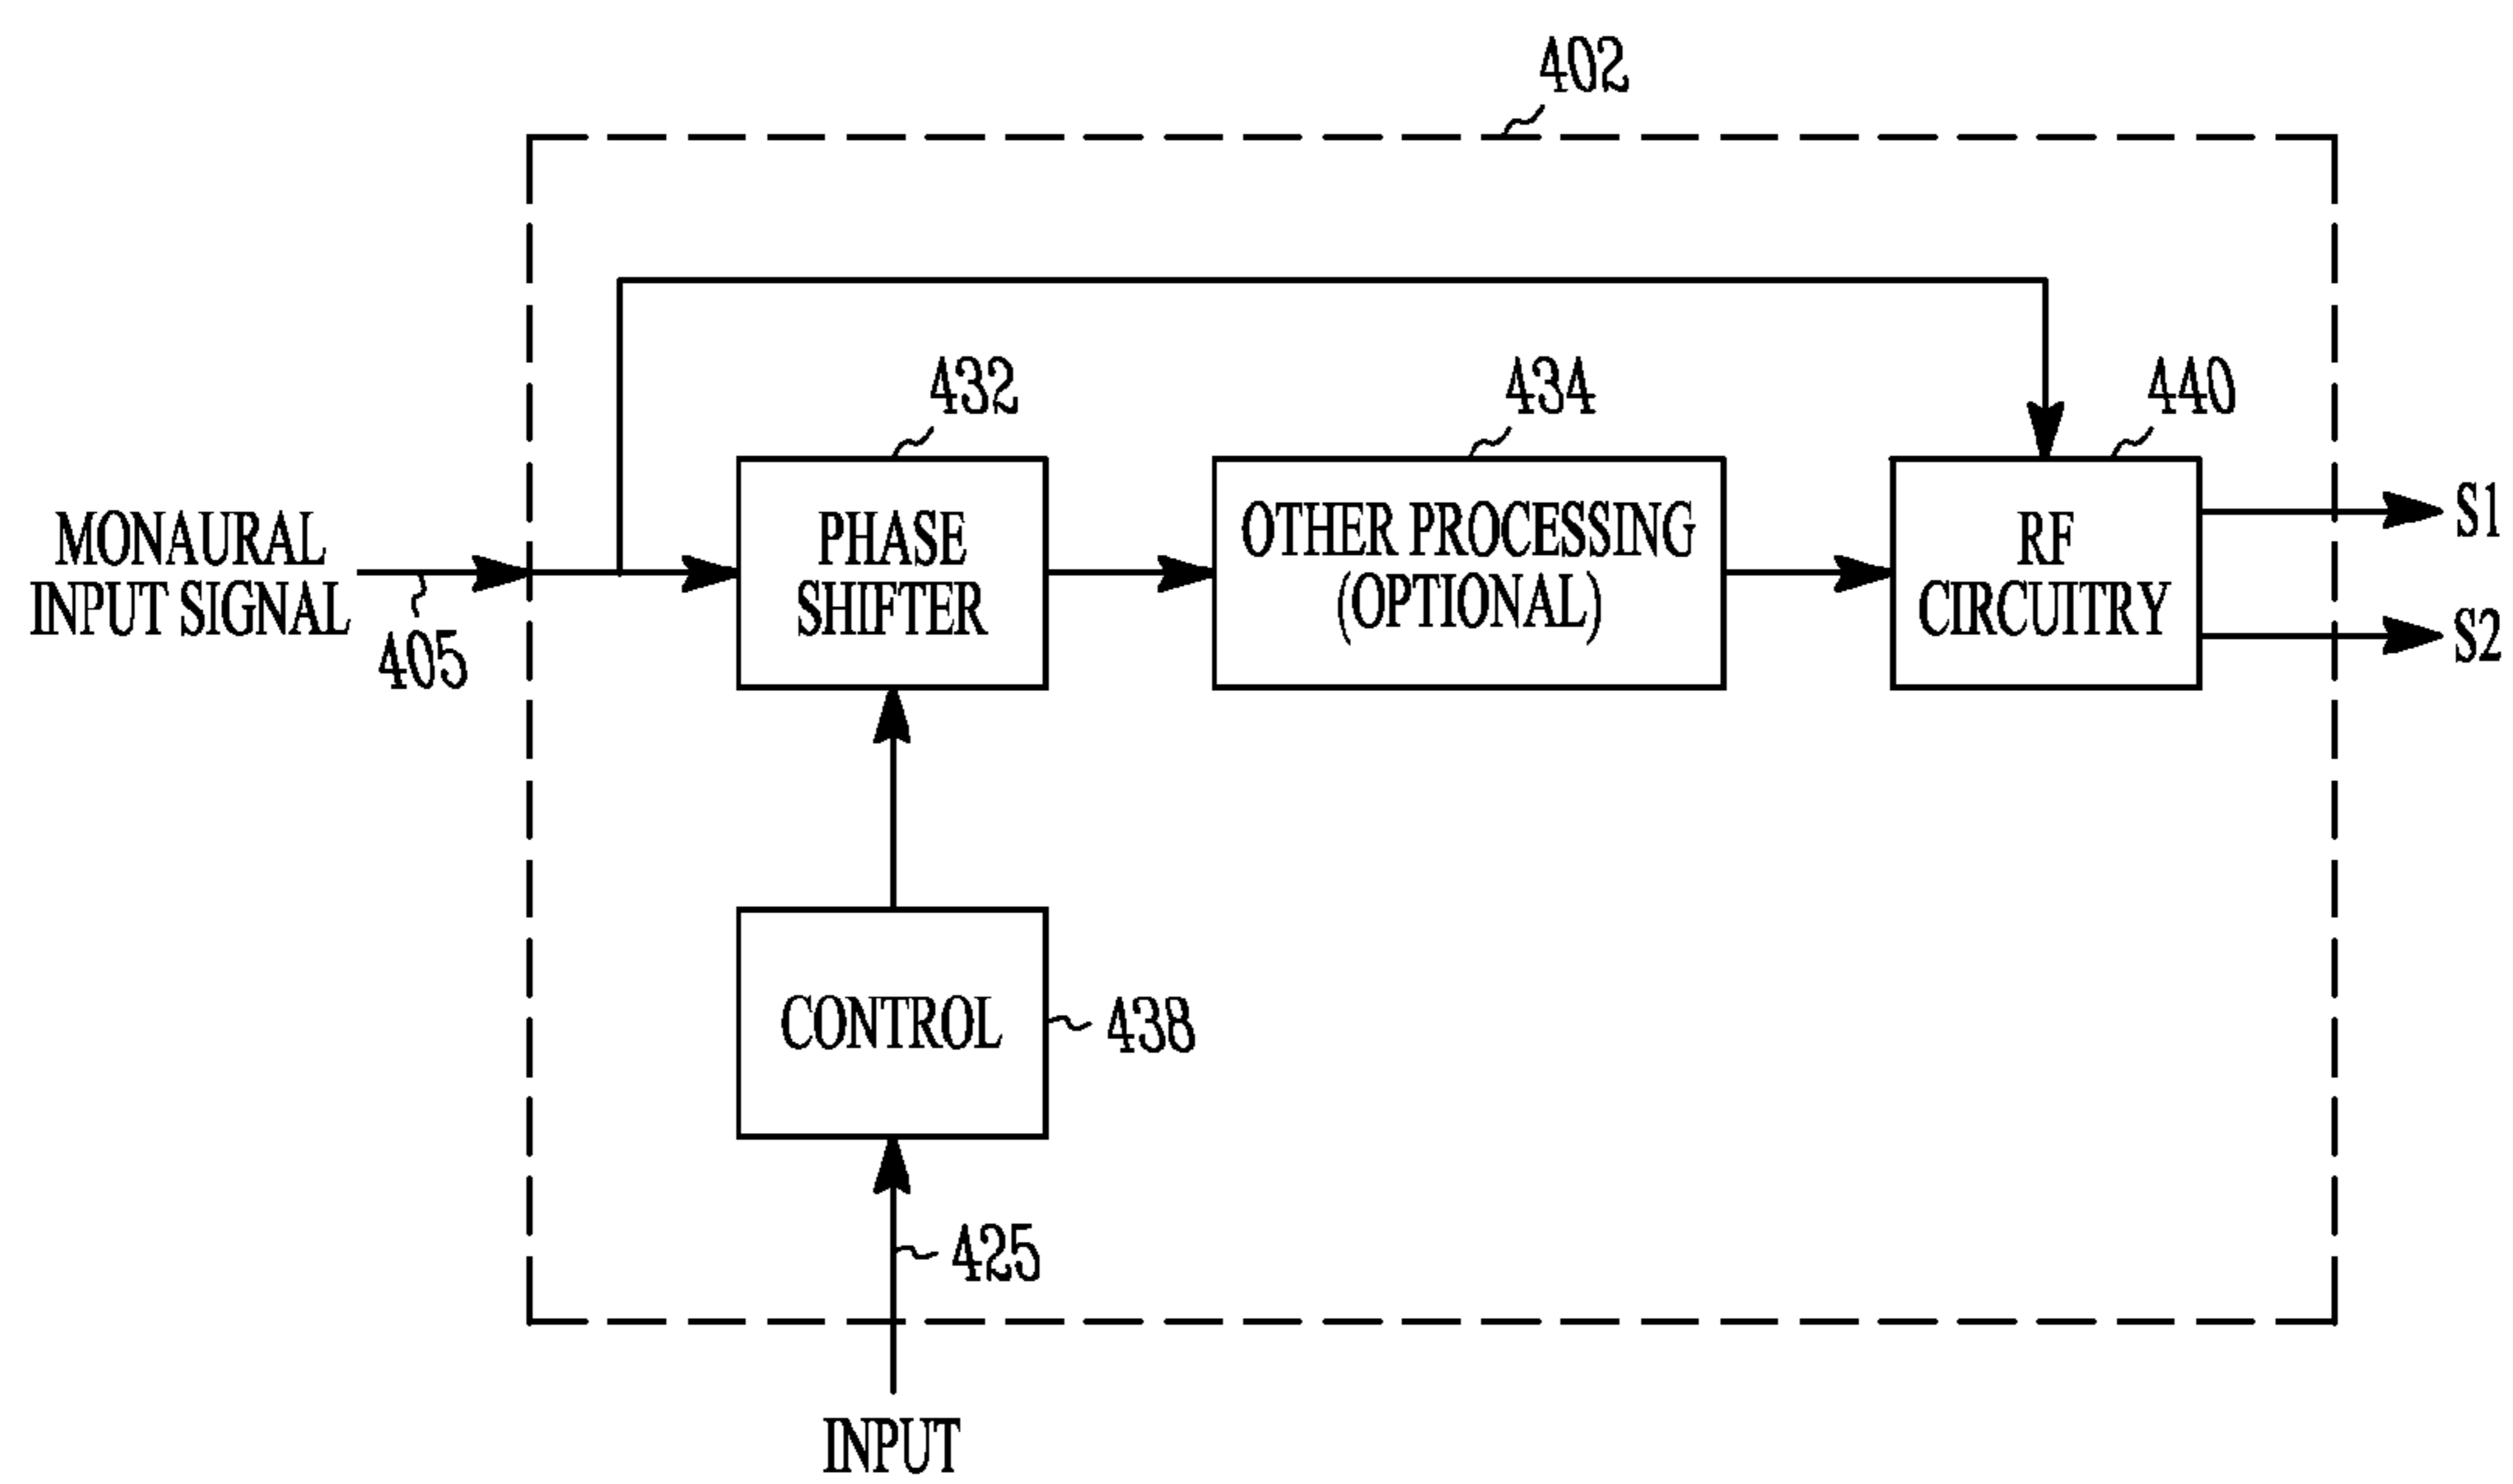 402
432
434
440
MONAURAL
INPUT SIGNAL
405
PHASE
SHIFTER
OTHER PROCESSING
(OPTIONAL)
RF
CIRCUITRY
S1
S2
CONTROL
438
425
INPUT